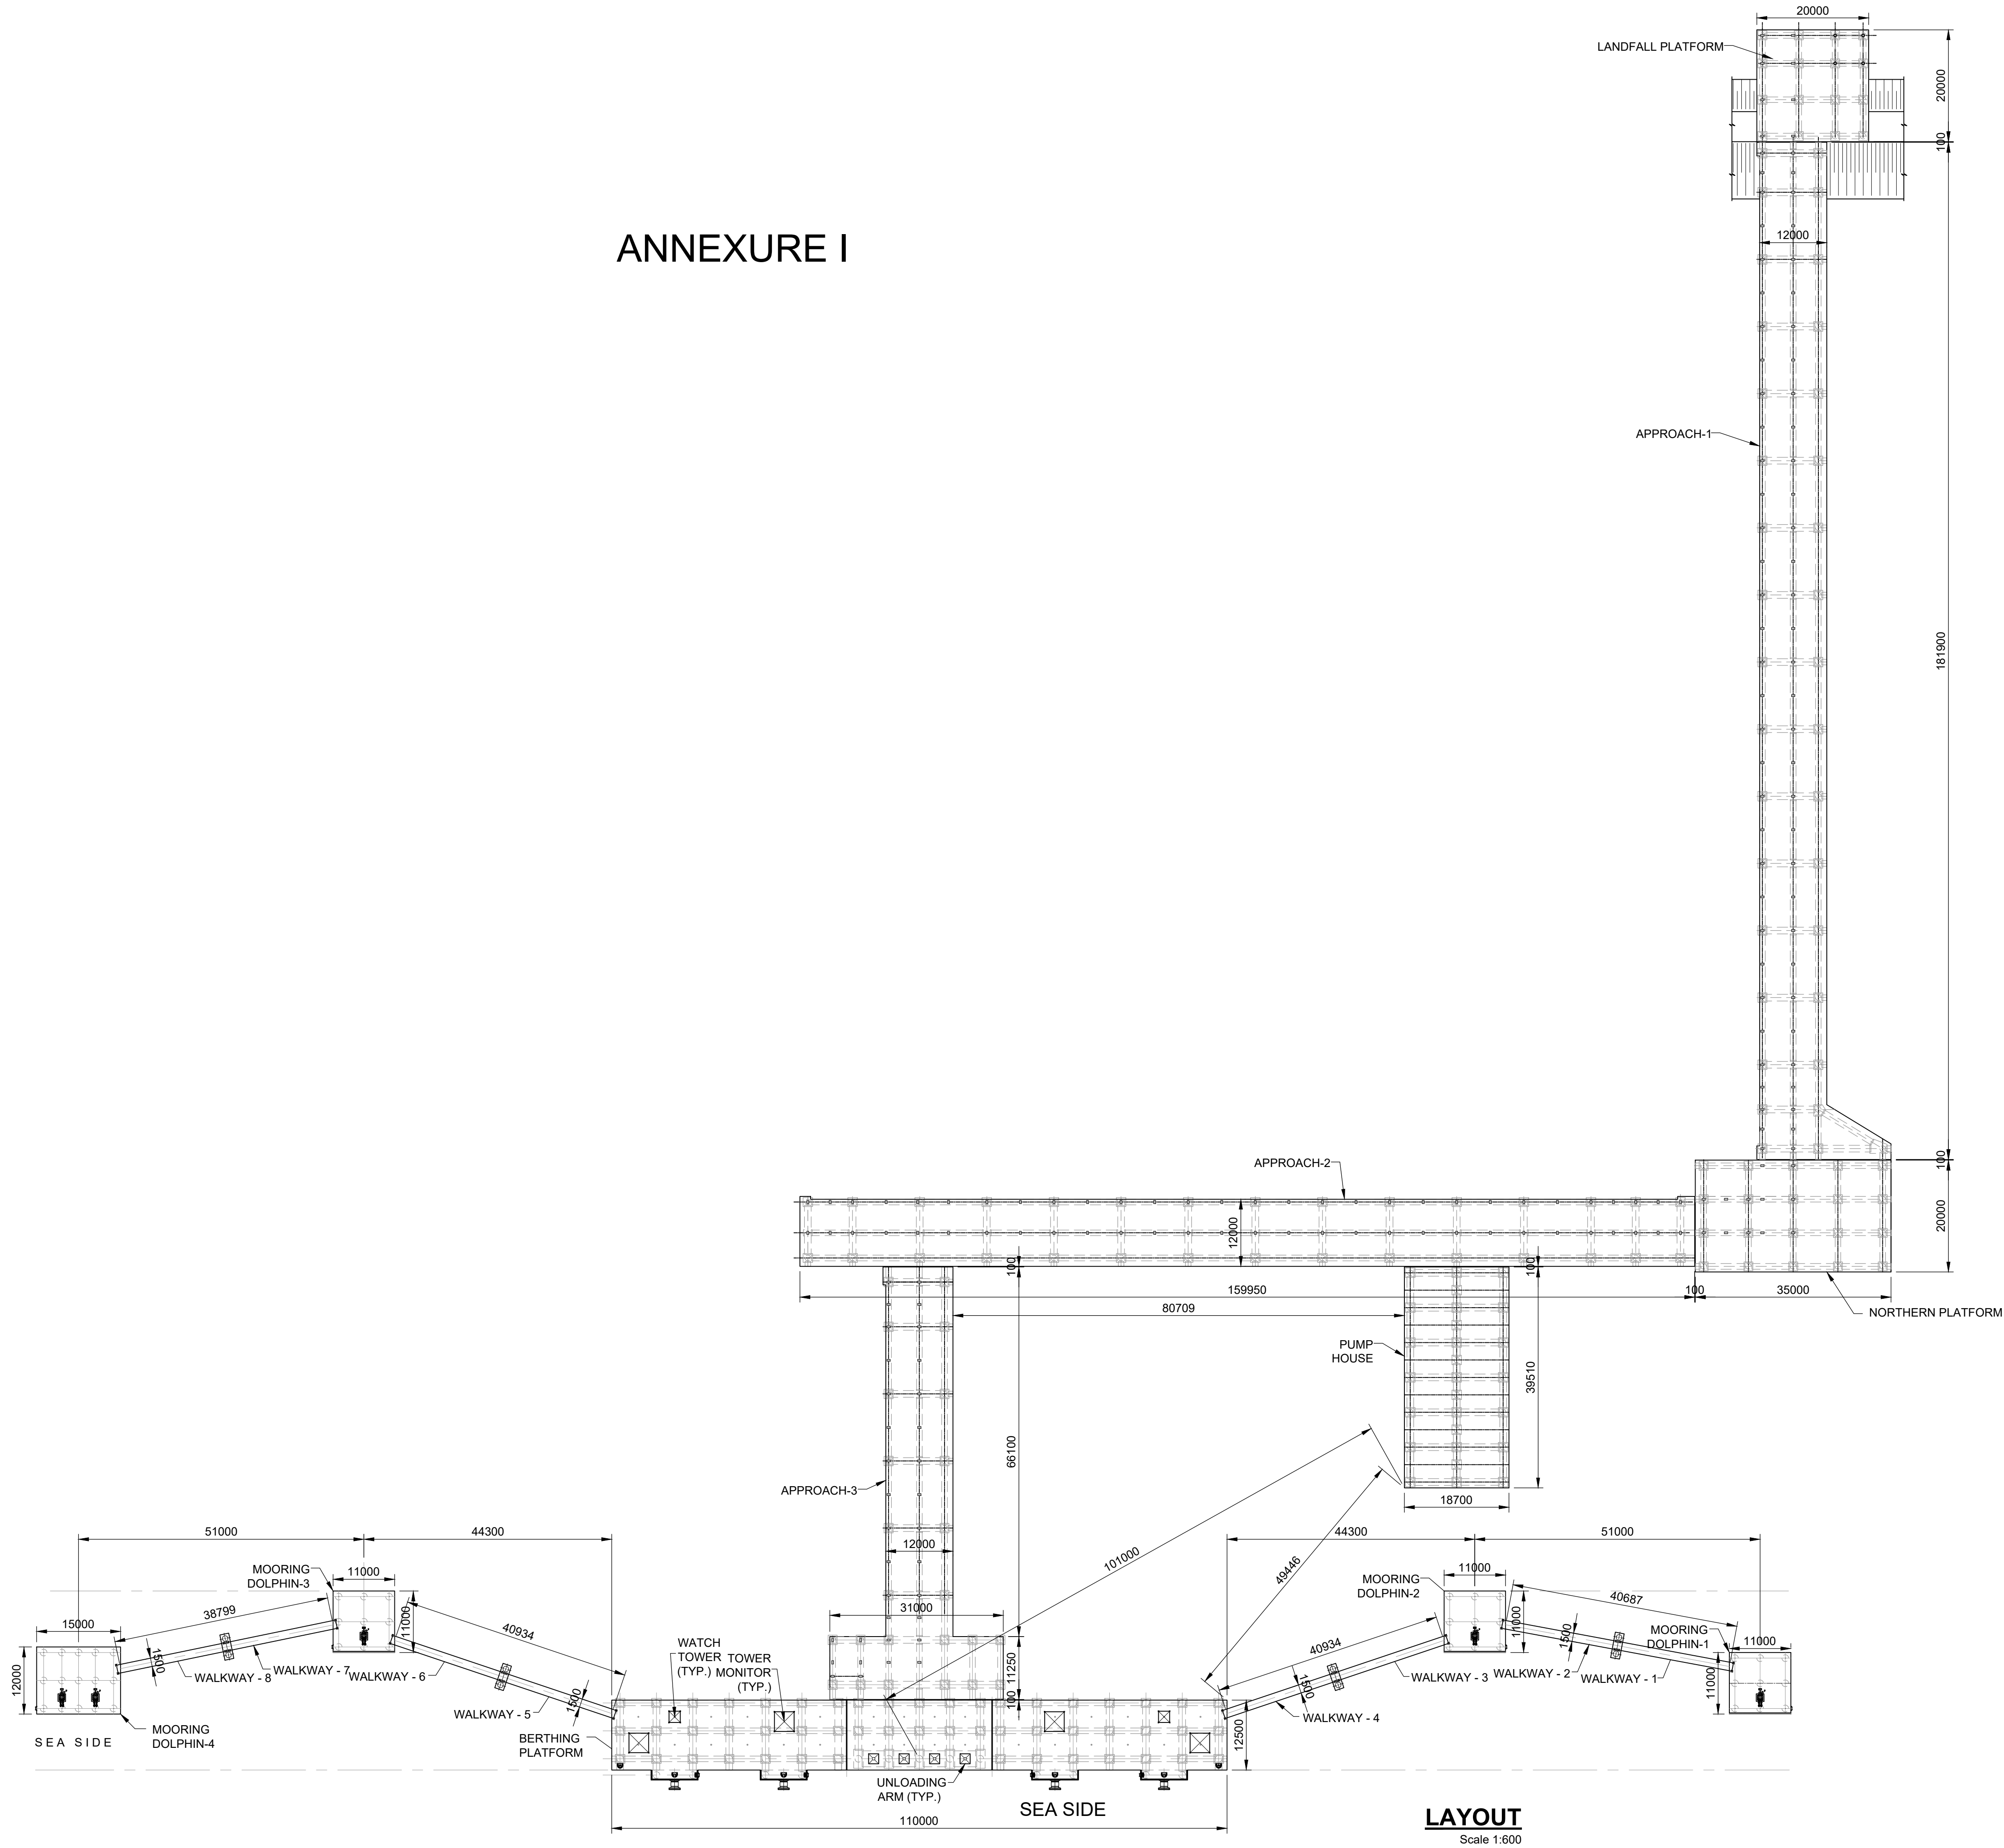 20000
LANDFALL PLATFORM
20000
100
ANNEXURE I
12000
APPROACH-1
181900
APPROACH-2
100
20000
12000
100
100
159950
100
35000
80709
NORTHERN PLATFORM
PUMP
HOUSE
39510
66100
APPROACH-3
18700
51000
44300
44300
51000
12000
101000
49446
MOORING
DOLPHIN-3
11000
11000
MOORING
DOLPHIN-2
11000
11000
38799
40934
31000
40934
40687
15000
1500
12000
WALKWAY - 8
WALKWAY - 7
WALKWAY - 6
WALKWAY - 5
1500
WATCH
TOWER
(TYP.)
TOWER
MONITOR
(TYP.)
11250
100
1500
WALKWAY - 3
WALKWAY - 2
WALKWAY - 1
1500
MOORING
DOLPHIN-1
11000
11000
WALKWAY - 4
MOORING
DOLPHIN-4
SEA SIDE
BERTHING
PLATFORM
12500
UNLOADING
ARM (TYP.)
SEA SIDE
110000
LAYOUT
Scale 1:600